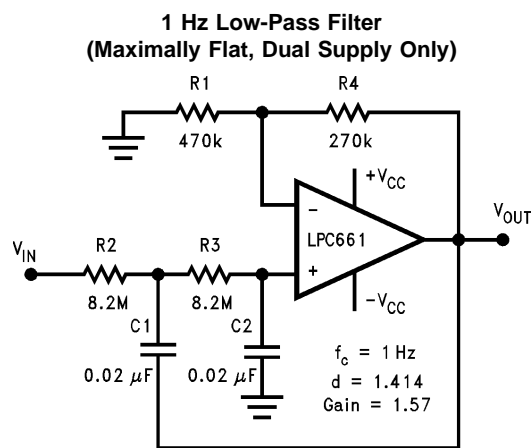 1 Hz Low-Pass Filter
(Maximally Flat, Dual Supply Only)
R1
R4
470k
270k
+VCC
VOUT
-
LPC661
+
VIN
R2
R3
8.2M
8.2M
-VCC
C1
C2
0.02 μF
0.02 μF
fc = 1 Hz
d = 1.414
Gain = 1.57